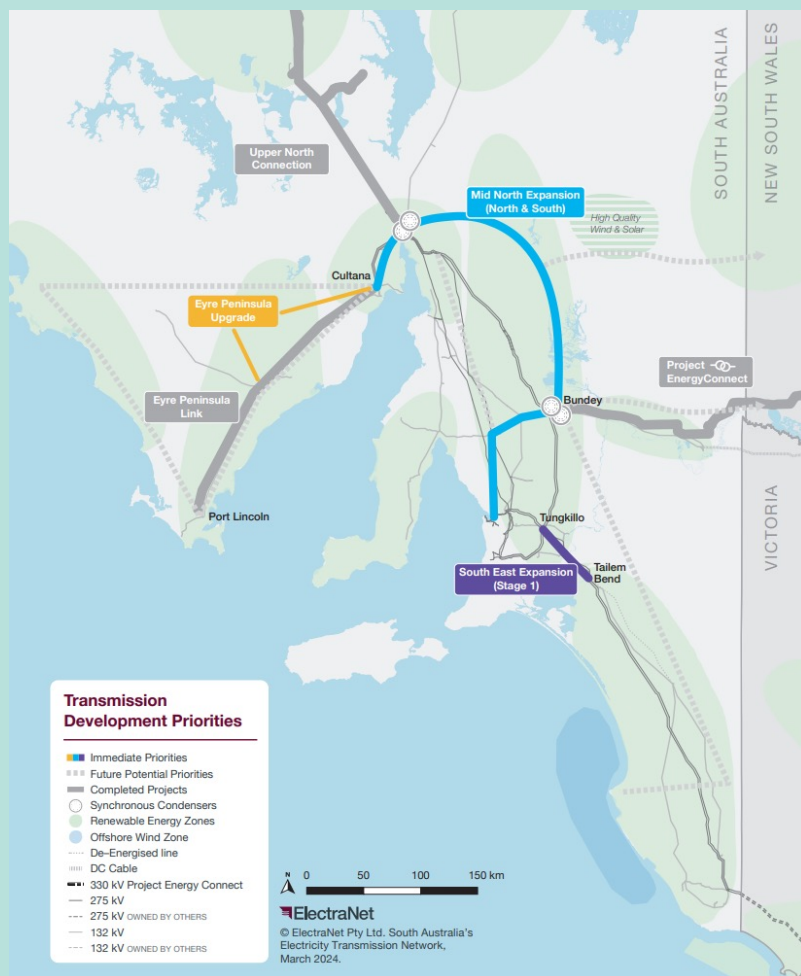 SOUTH AUSTRALIA
NEW SOUTH WALES
Upper North
Connection
Mid North Expansion
(North & South)
High Quality
Wind & Solar
Cultana
Eyre Peninsula
Upgrade
Project
EnergyConnect
Eyre Peninsula
Link
Bundey
VICTORIA
Port Lincoln
Tungkillo
South East Expansion
(Stage 1)
Tailem
Bend
Transmission
Development Priorities
Immediate Priorities
Future Potential Priorities
Completed Projects
Synchronous Condensers
Renewable Energy Zones
Offshore Wind Zone
De–Energised line
DC Cable
330 kV Project Energy Connect
275 kV
275 kV OWNED BY OTHERS
132 kV
132 kV OWNED BY OTHERS
N
0 50 100 150 km
ElectraNet
© ElectraNet Pty Ltd. South Australia's
Electricity Transmission Network,
March 2024.